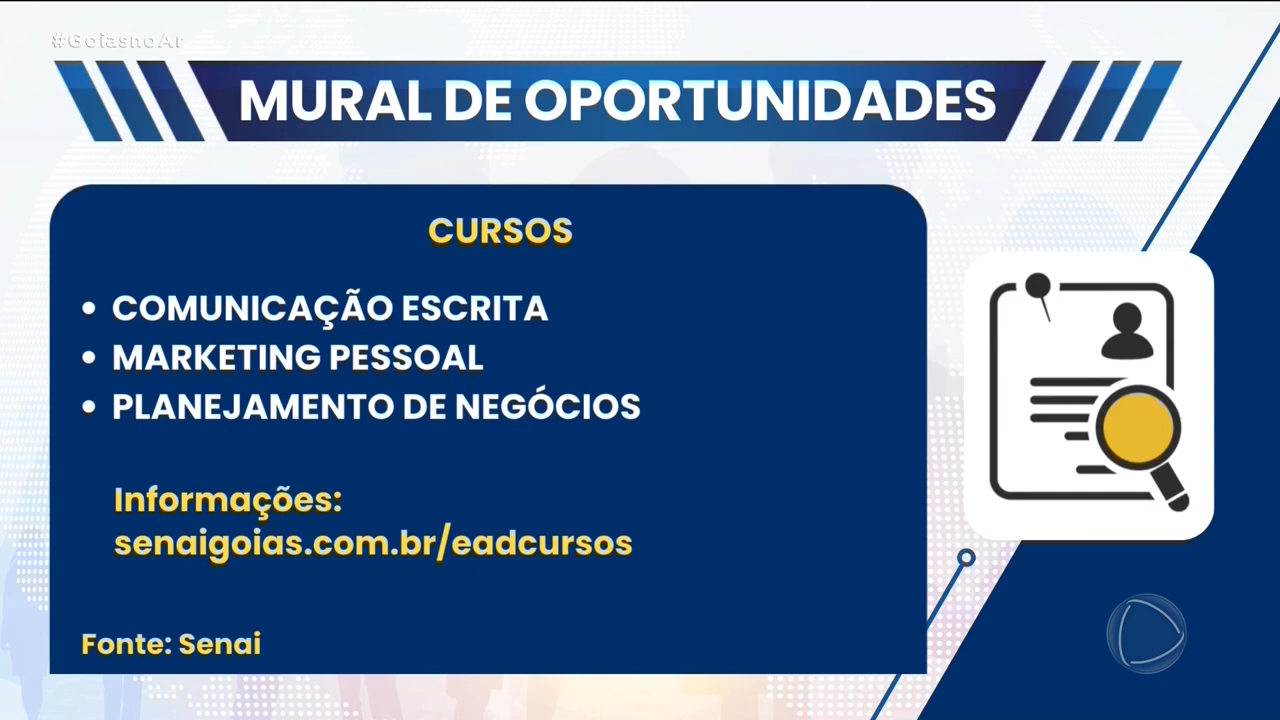 #GoiasnoAr
MURAL DE OPORTUNIDADES
CURSOS
• COMUNICAÇÃO ESCRITA
• MARKETING PESSOAL
• PLANEJAMENTO DE NEGÓCIOS
Informações:
senaigoias.com.br/eadcursos
Fonte: Senai